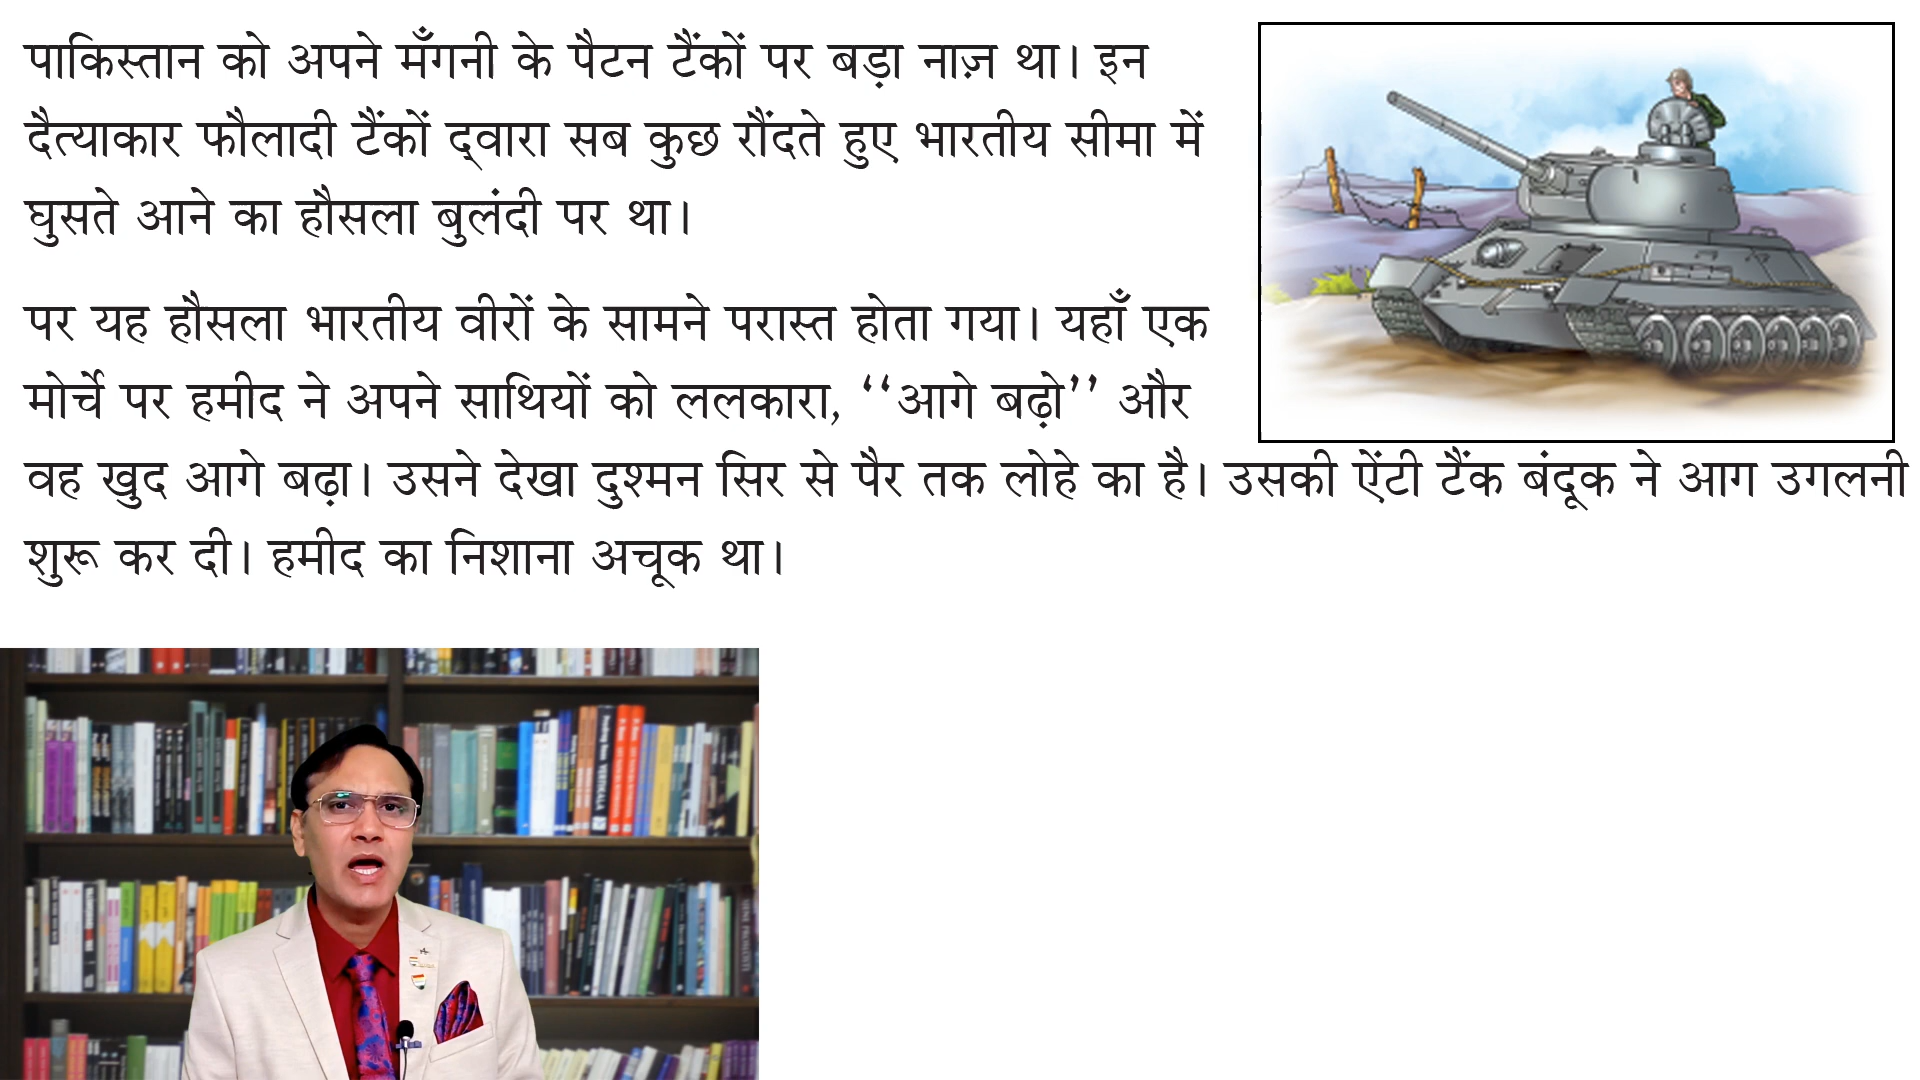 पाकिस्तान को अपने मँगनी के पैटन टैंकों पर बड़ा नाज़ था। इन
दैत्याकार फौलादी टैंकों द्‌वारा सब कुछ रौंदते हुए भारतीय सीमा में
घुसते आने का हौसला बुलंदी पर था।
पर यह हौसला भारतीय वीरों के सामने परास्त होता गया। यहाँ एक
मोर्चे पर हमीद ने अपने साथियों को ललकारा, ‘‘आगे बढ़ो’’ और
वह खुद आगे बढ़ा। उसने देखा दुश्मन सिर से पैर तक लोहे का है। उसकी ऐंटी टैंक बंदूक ने आग उगलनी
शुरू कर दी। हमीद का निशाना अचूक था।